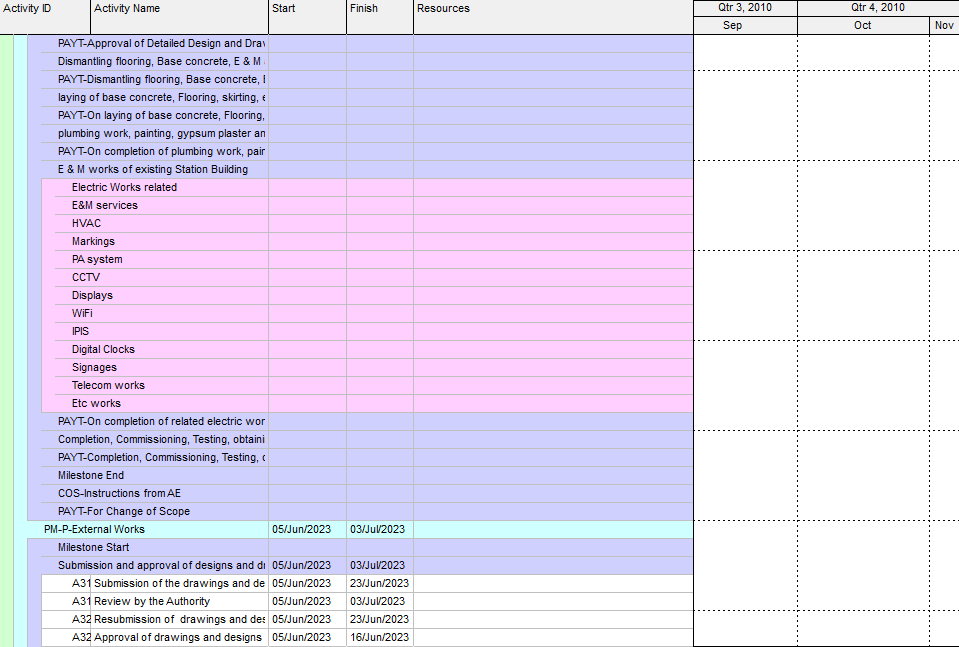 Activity ID Activity Name Start Finish Resources Qtr 3, 2010 Qtr 4, 2010
Sep Oct Nov
PAYT-Approval of Detailed Design and Drav
Dismantling flooring, Base concrete, E & M
PAYT-Dismantling flooring, Base concrete,
laying of base concrete, Flooring, skirting,
PAYT-On laying of base concrete, Flooring,
plumbing work, painting, gypsum plaster an
PAYT-On completion of plumbing work, pair
E & M works of existing Station Building
Electric Works related
E&M services
HVAC
Markings
PA system
CCTV
Displays
WiFi
IPIS
Digital Clocks
Signages
Telecom works
Etc works
PAYT-On completion of related electric wor
Completion, Commissioning, Testing, obtaini
PAYT-Completion, Commissioning, Testing,
Milestone End
COS-Instructions from AE
PAYT-For Change of Scope
PM-P-External Works 05/Jun/2023 03/Jul/2023
Milestone Start
Submission and approval of designs and dr 05/Jun/2023 03/Jul/2023
A31 Submission of the drawings and de 05/Jun/2023 23/Jun/2023
A31 Review by the Authority 05/Jun/2023 03/Jul/2023
A32 Resubmission of drawings and des 05/Jun/2023 23/Jun/2023
A32 Approval of drawings and designs 05/Jun/2023 16/Jun/2023